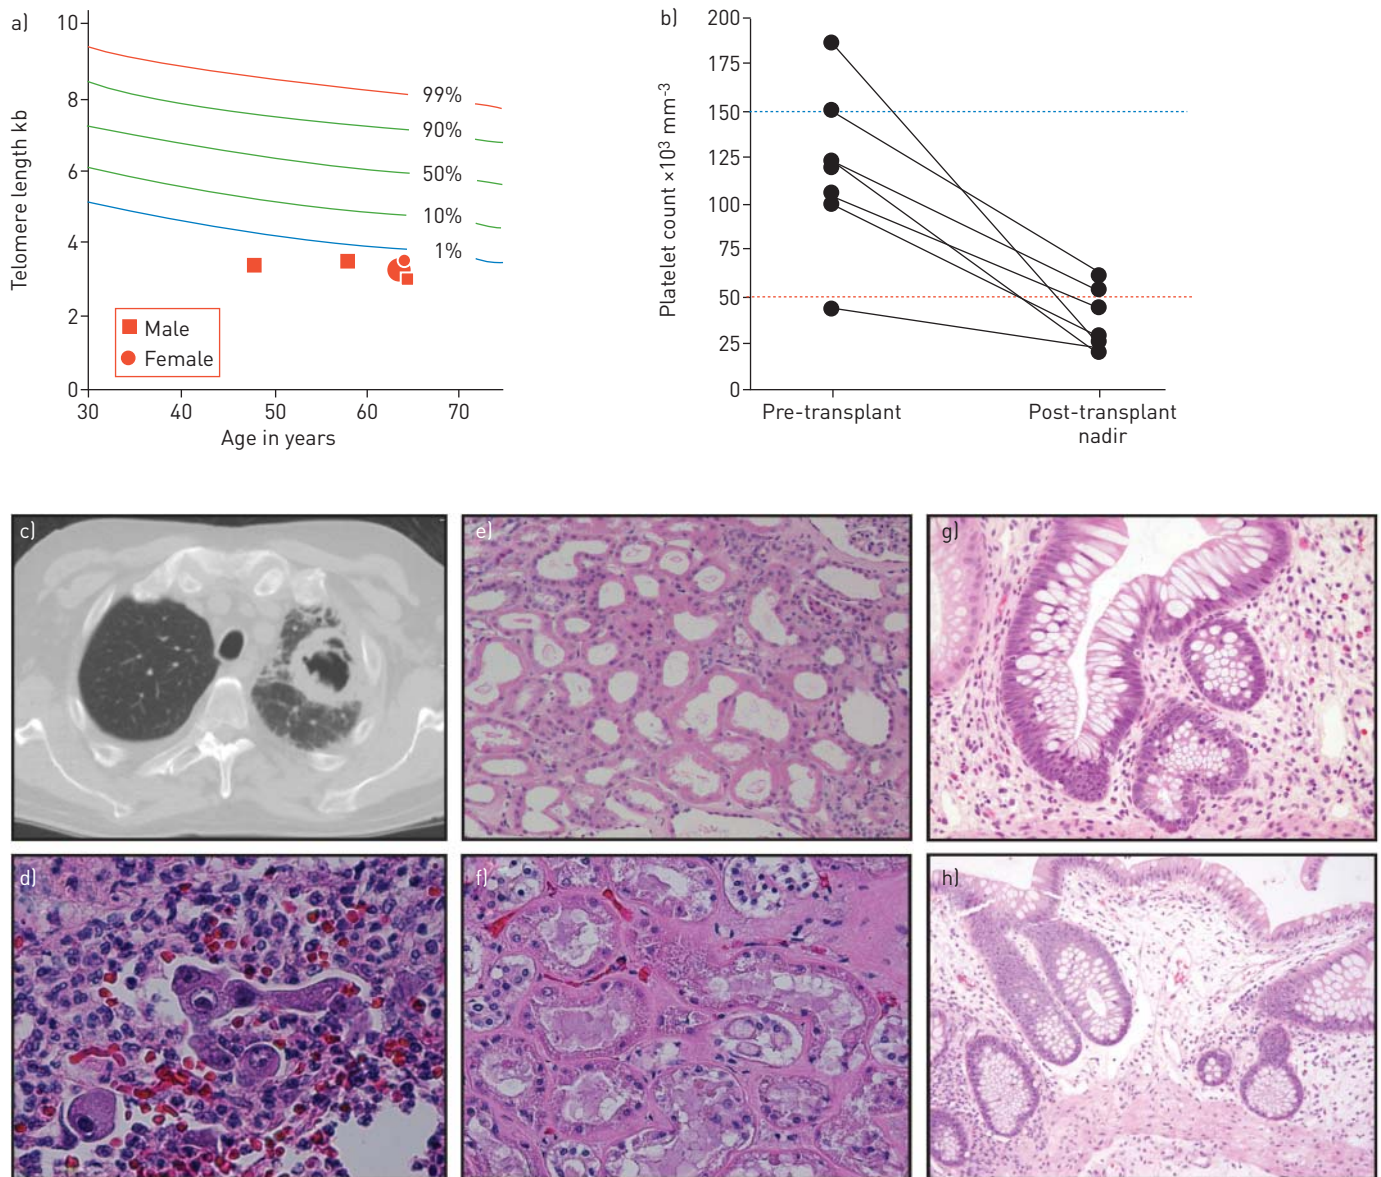 a)
10
8
6
4
2
0
Telomere length kb
99%
90%
50%
10%
1%
Male
Female
30 40 50 60 70
Age in years
b)
200
175
150
125
100
75
50
25
0
Platelet count ×10³ mm⁻³
Pre-transplant
Post-transplant
nadir
c)
e)
g)
d)
f)
h)